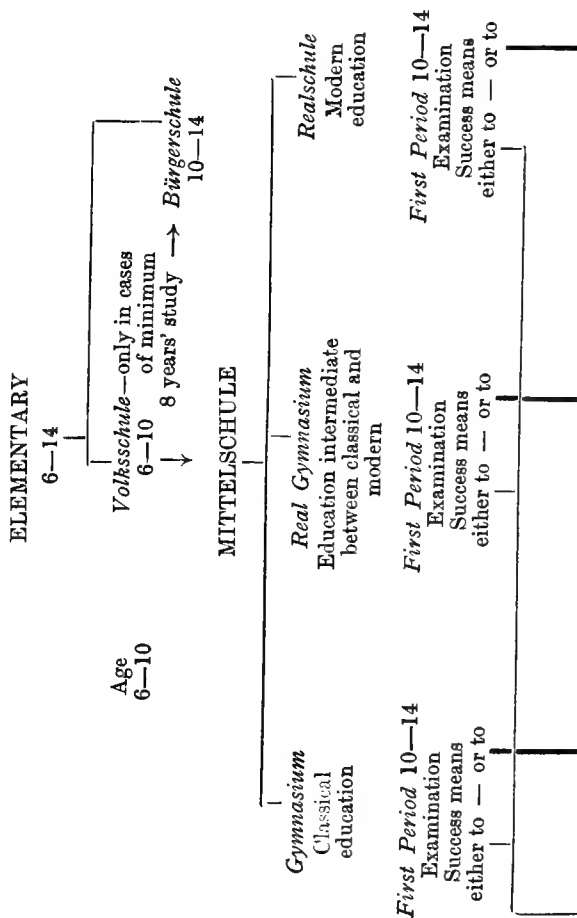 ELEMENTARY
6—14
Age
6—10
Volksschule—only in cases
6—10 of minimum
8 years' study → Bürgerschule
10—14
MITTELSCHULE
Gymnasium
Classical
education
Real Gymnasium
Education intermediate
between classical and
modern
Realschule
Modern
education
First Period 10—14
Examination
Success means
either to — or to
First Period 10—14
Examination
Success means
either to — or to
First Period 10—14
Examination
Success means
either to — or to